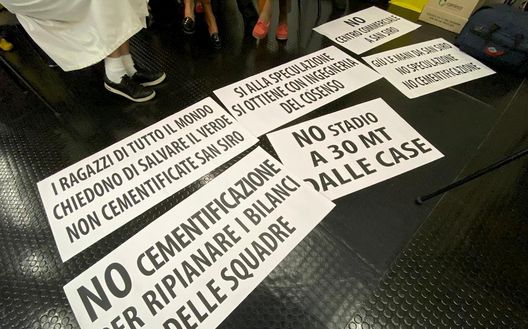 NO
CENTRO COMMERCIALE
A SAN SIRO
GIÙ LE MANI DA SAN SIRO
NO SPECULAZIONE
NO CEMENTIFICAZIONE
SI ALLA SPECULAZIONE
SI OTTIENE CON INGEGNERIA
DEL COSENSO
I RAGAZZI DI TUTTO IL MONDO
CHIEDONO DI SALVARE IL VERDE
NON CEMENTIFICATE SAN SIRO
NO STADIO
A 30 MT
DALLE CASE
NO CEMENTIFICAZIONE
PER RIPIANARE I BILANCI
DELLE SQUADRE